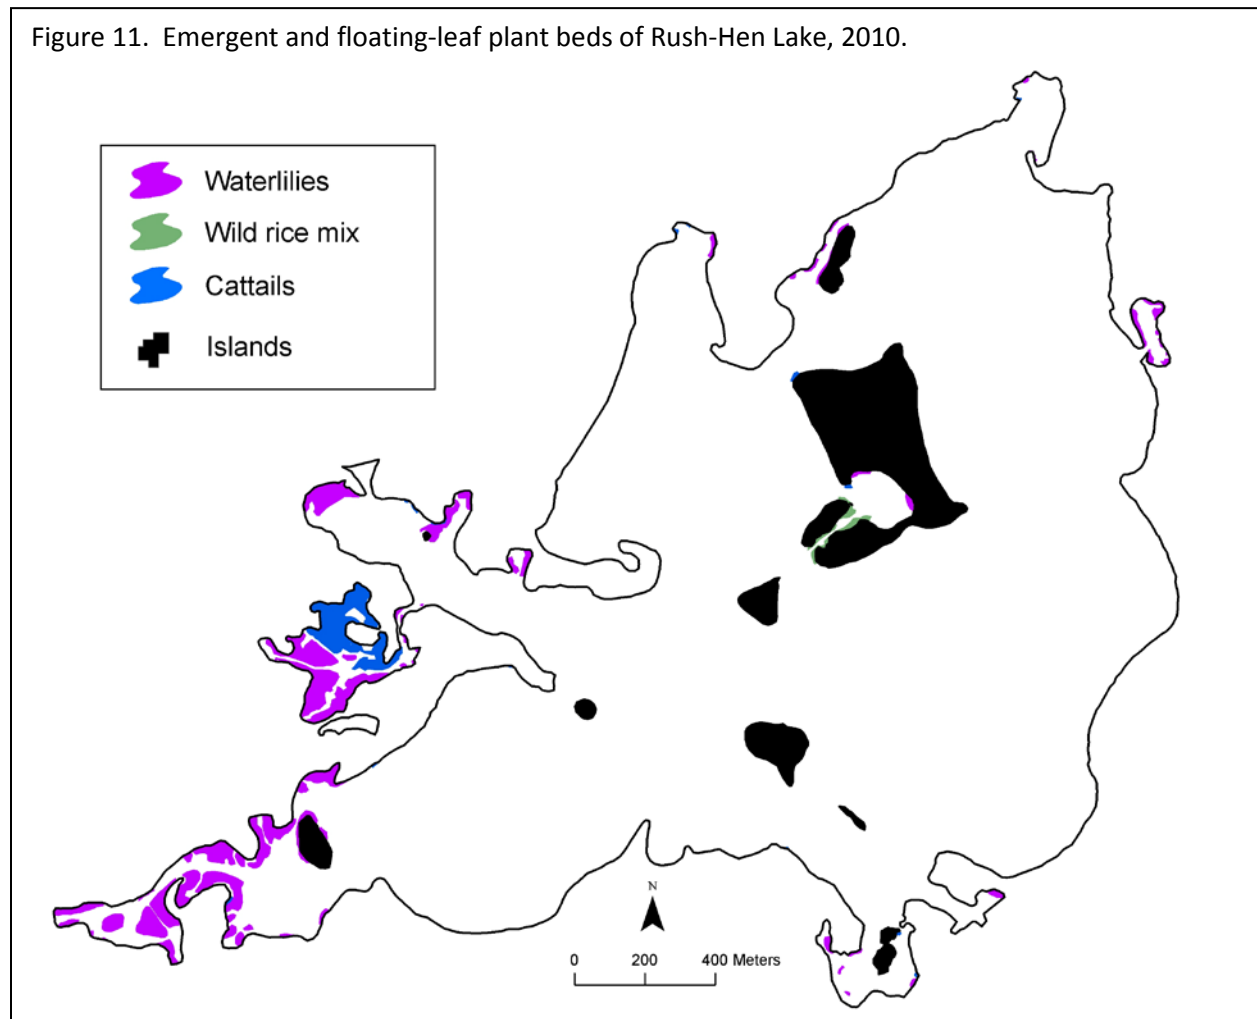 Figure 11.  Emergent and floating-leaf plant beds of Rush-Hen Lake, 2010.
Waterlilies
Wild rice mix
Cattails
Islands
N
0 200 400 Meters